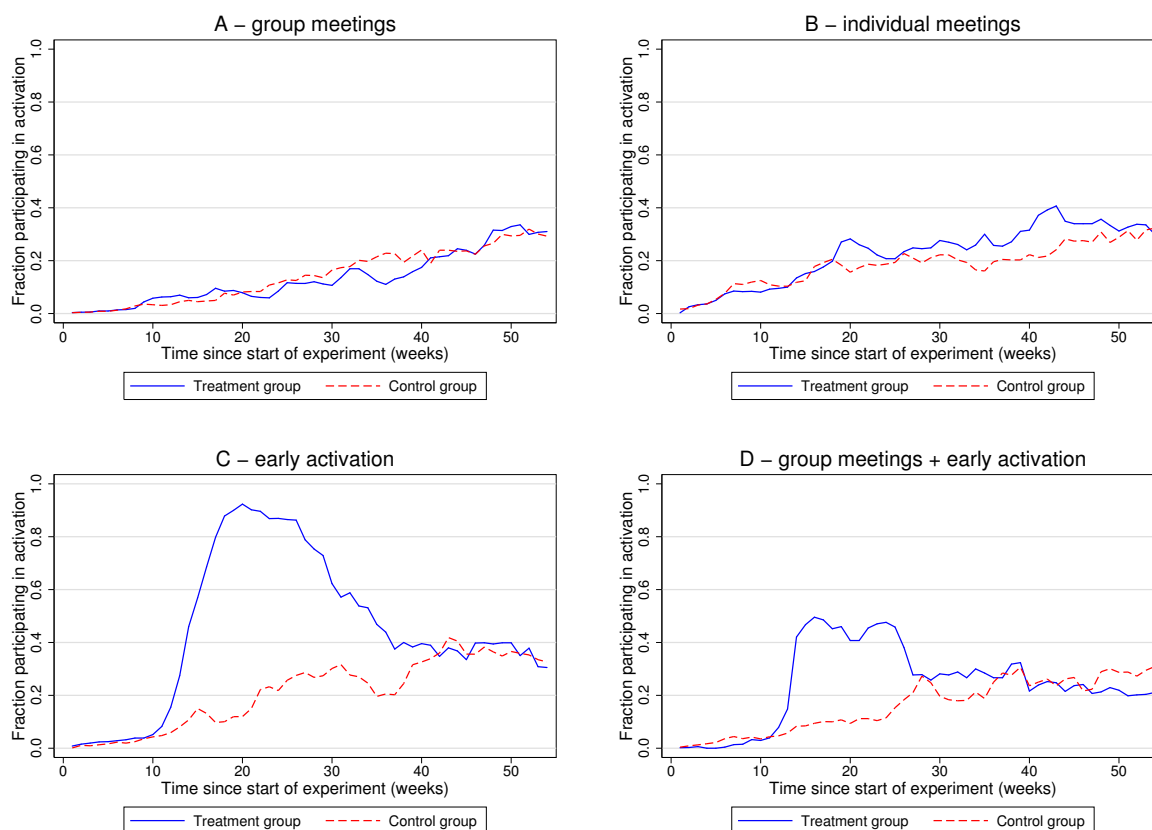 A – group meetings
Fraction participating in activation
0.0 0.2 0.4 0.6 0.8 1.0
0 10 20 30 40 50
Time since start of experiment (weeks)
Treatment group Control group
B – individual meetings
Fraction participating in activation
0.0 0.2 0.4 0.6 0.8 1.0
0 10 20 30 40 50
Time since start of experiment (weeks)
Treatment group Control group
C – early activation
Fraction participating in activation
0.0 0.2 0.4 0.6 0.8 1.0
0 10 20 30 40 50
Time since start of experiment (weeks)
Treatment group Control group
D – group meetings + early activation
Fraction participating in activation
0.0 0.2 0.4 0.6 0.8 1.0
0 10 20 30 40 50
Time since start of experiment (weeks)
Treatment group Control group